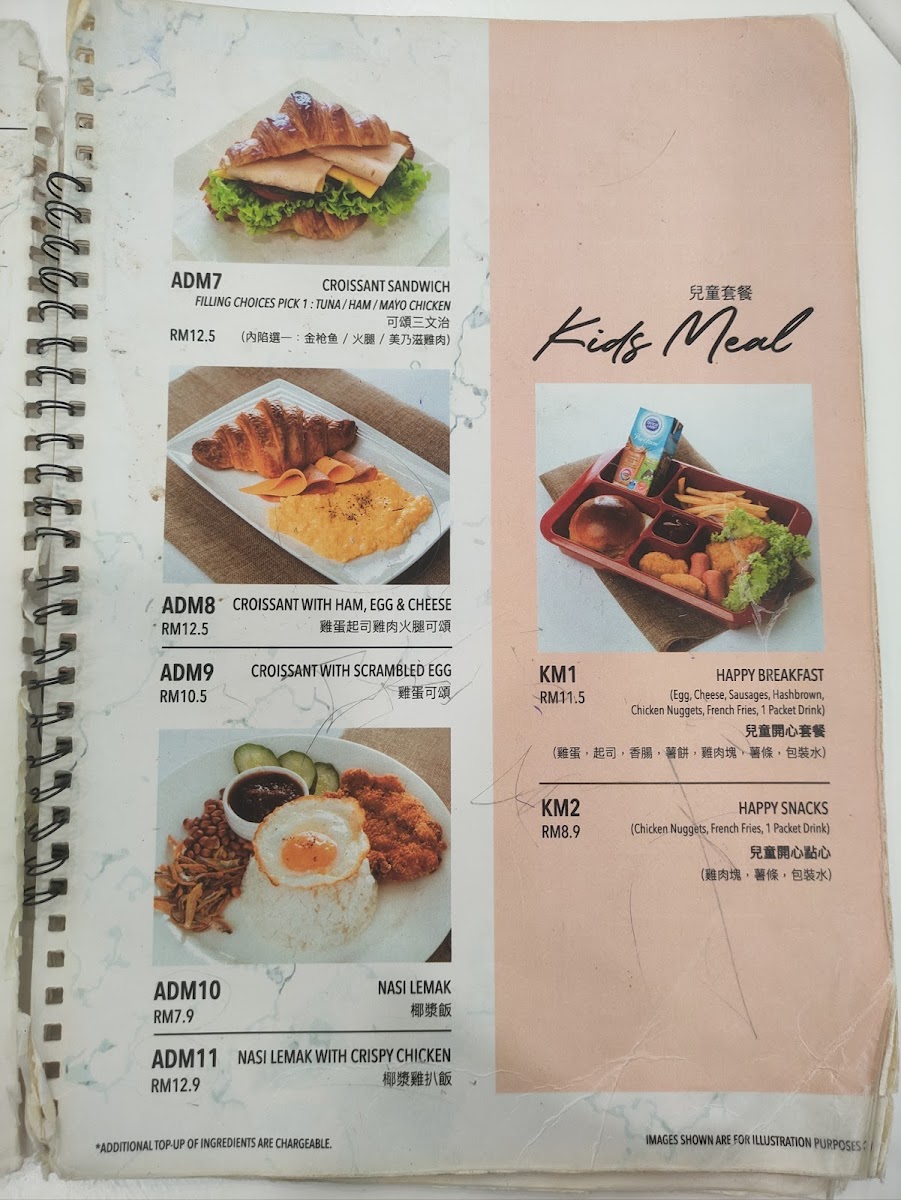 ADM7
CROISSANT SANDWICH
FILLING CHOICES PICK 1 : TUNA / HAM / MAYO CHICKEN
可頌三文治
RM12.5
(內陷選一：金枪鱼 / 火腿 / 美乃滋雞肉)
ADM8
CROISSANT WITH HAM, EGG & CHEESE
RM12.5
雞蛋起司雞肉火腿可頌
ADM9
CROISSANT WITH SCRAMBLED EGG
RM10.5
雞蛋可頌
ADM10
NASI LEMAK
RM7.9
椰漿飯
ADM11
NASI LEMAK WITH CRISPY CHICKEN
RM12.9
椰漿雞扒飯
*ADDITIONAL TOP-UP OF INGREDIENTS ARE CHARGEABLE.
兒童套餐
Kids Meal
KM1
HAPPY BREAKFAST
RM11.5
(Egg, Cheese, Sausages, Hashbrown,
Chicken Nuggets, French Fries, 1 Packet Drink)
兒童開心套餐
(雞蛋，起司，香腸，薯餅，雞肉塊，薯條，包裝水)
KM2
HAPPY SNACKS
RM8.9
(Chicken Nuggets, French Fries, 1 Packet Drink)
兒童開心點心
(雞肉塊，薯條，包裝水)
IMAGES SHOWN ARE FOR ILLUSTRATION PURPOSES